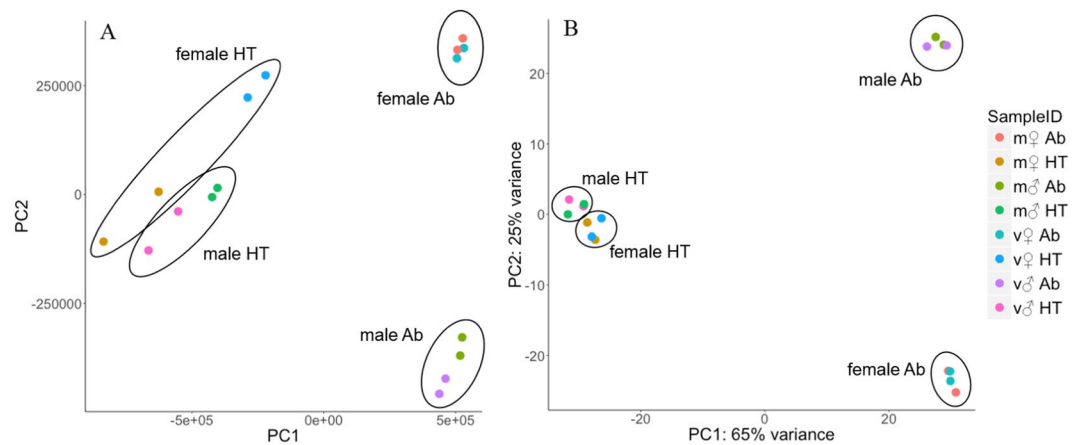 A
female HT
female Ab
male HT
male Ab
250000
0
-250000
PC2
-5e+05
0e+00
5e+05
PC1
B
male Ab
male HT
female HT
female Ab
20
10
0
-10
-20
PC2: 25% variance
-20
0
20
PC1: 65% variance
SampleID
m♀ Ab
m♀ HT
m♂ Ab
m♂ HT
v♀ Ab
v♀ HT
v♂ Ab
v♂ HT